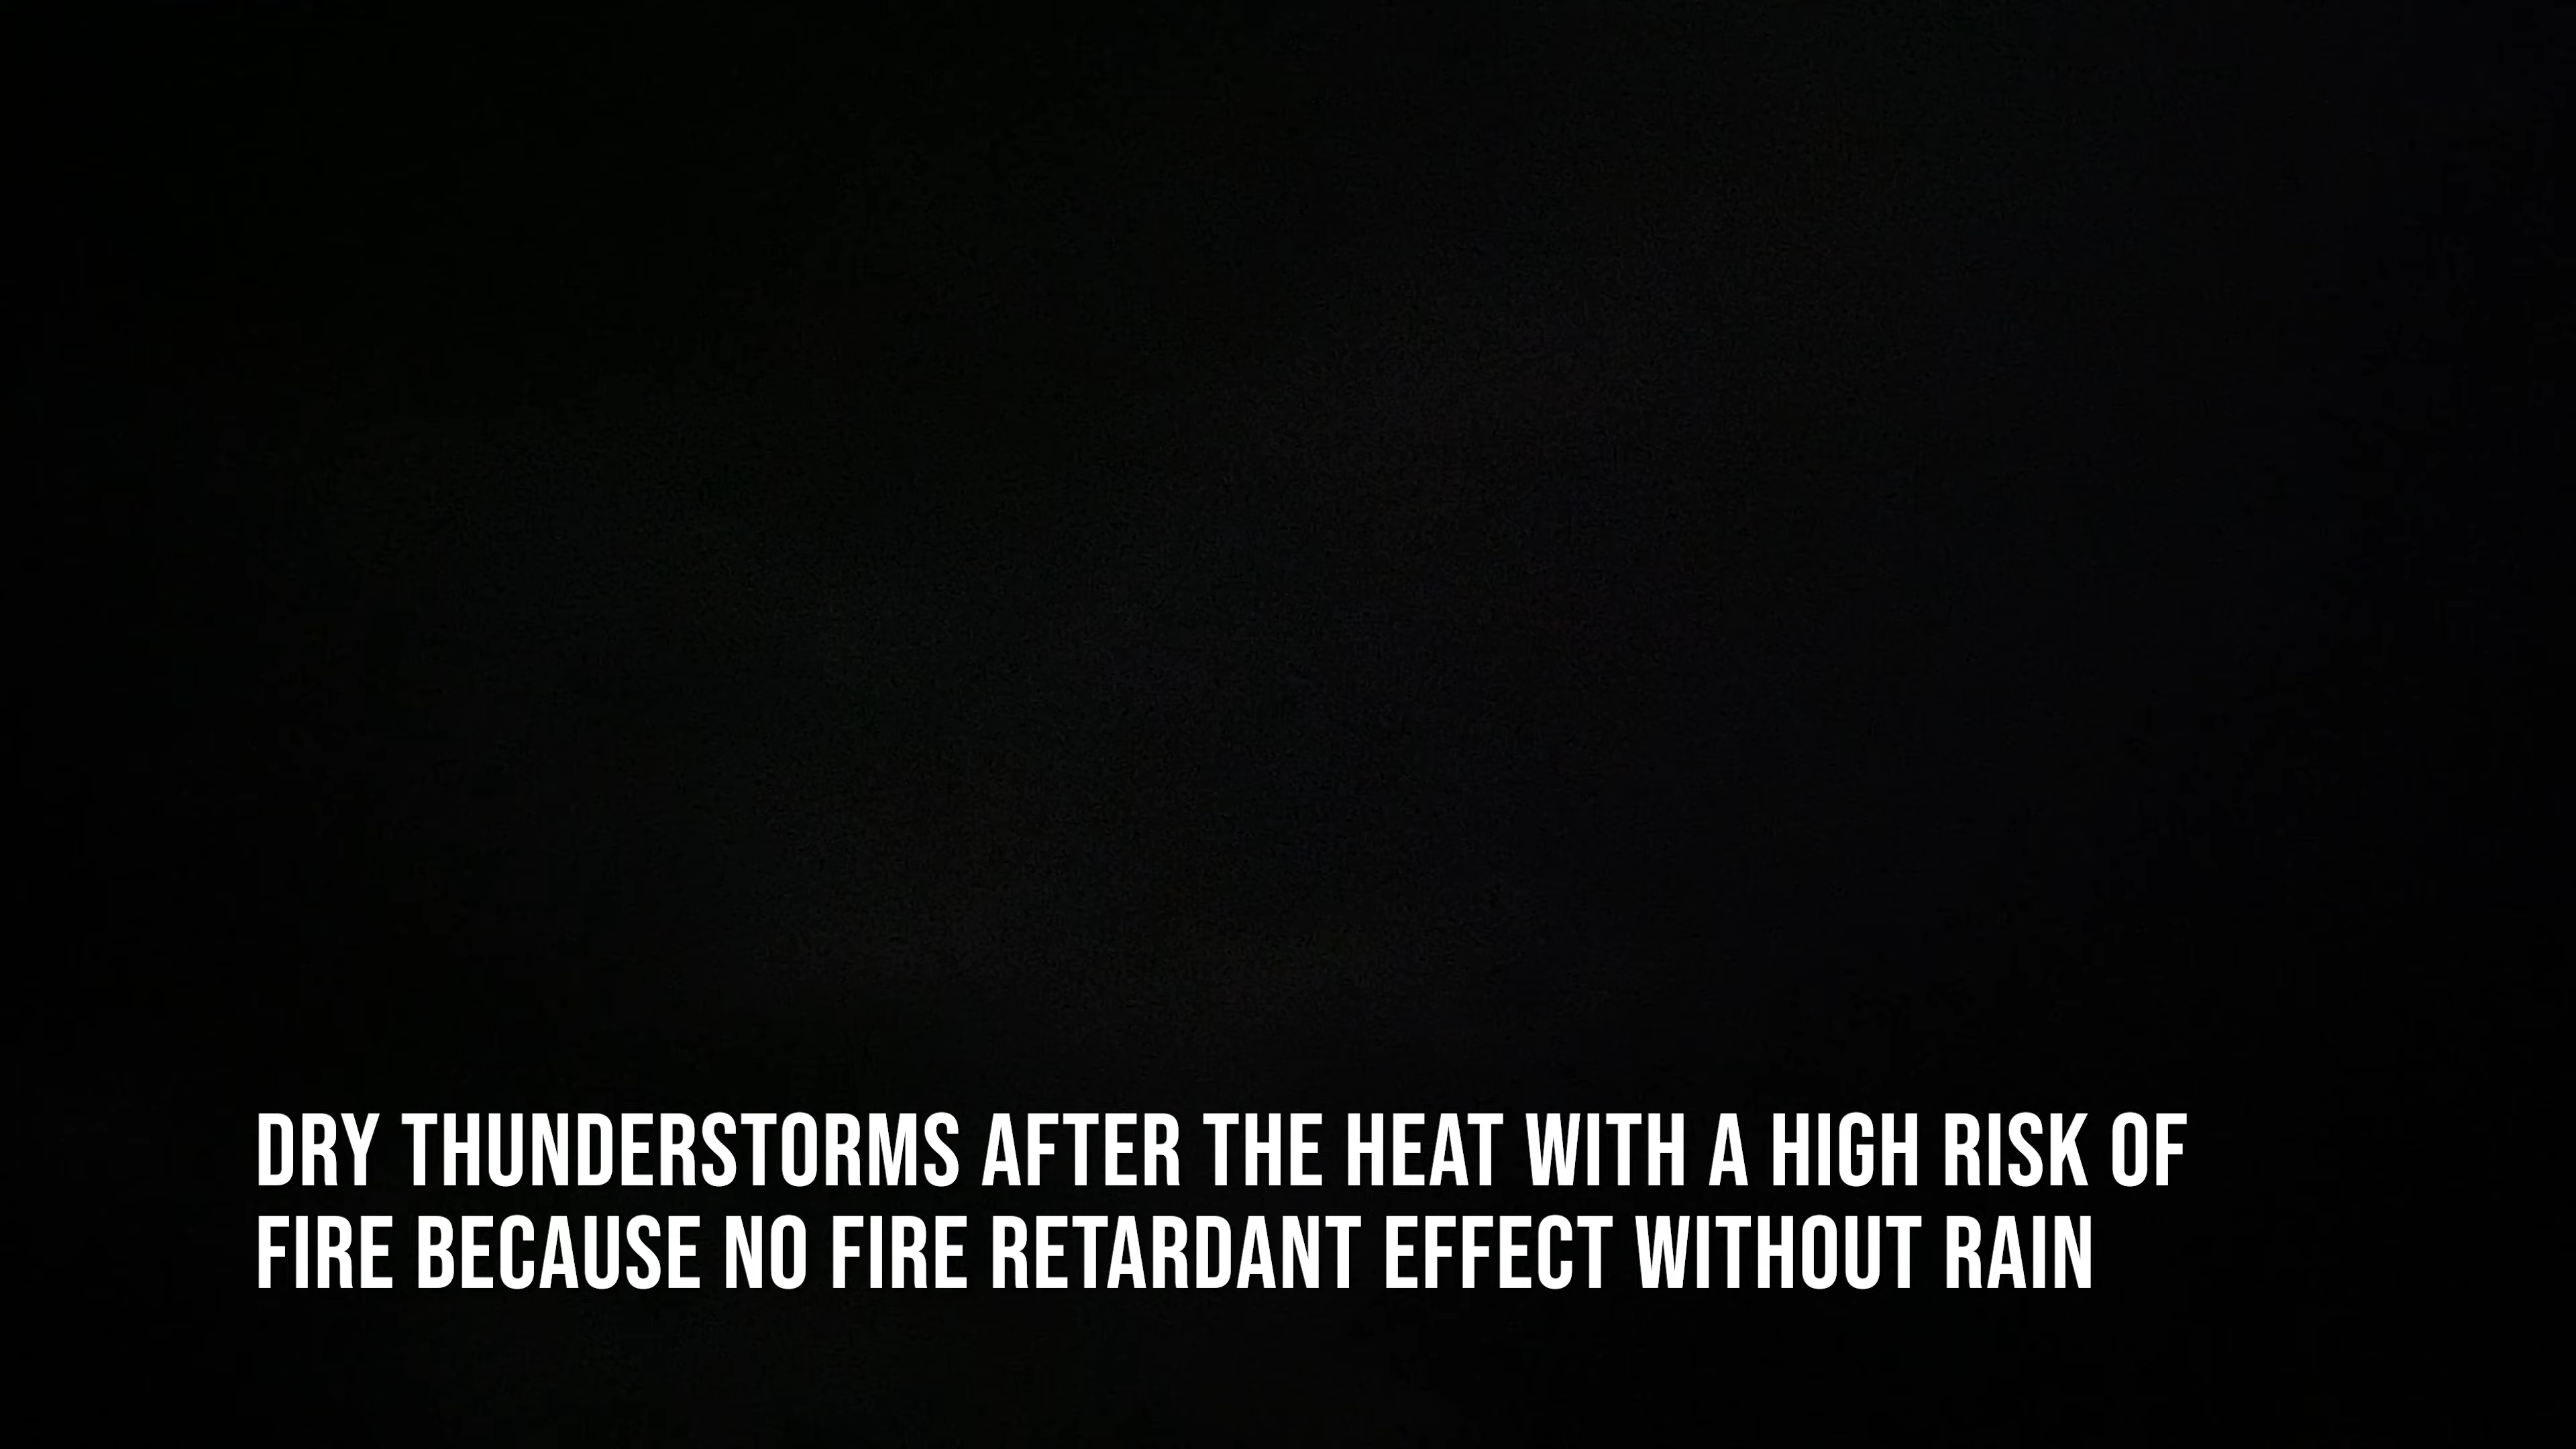 DRY THUNDERSTORMS AFTER THE HEAT WITH A HIGH RISK OF
FIRE BECAUSE NO FIRE RETARDANT EFFECT WITHOUT RAIN